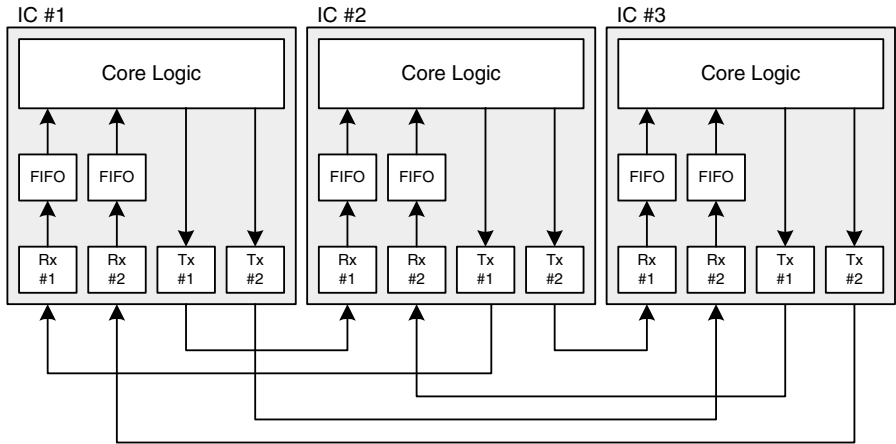 IC #1
IC #2
IC #3
Core Logic
Core Logic
Core Logic
FIFO
FIFO
FIFO
FIFO
FIFO
FIFO
Rx
#1
Rx
#2
Tx
#1
Tx
#2
Rx
#1
Rx
#2
Tx
#1
Tx
#2
Rx
#1
Rx
#2
Tx
#1
Tx
#2